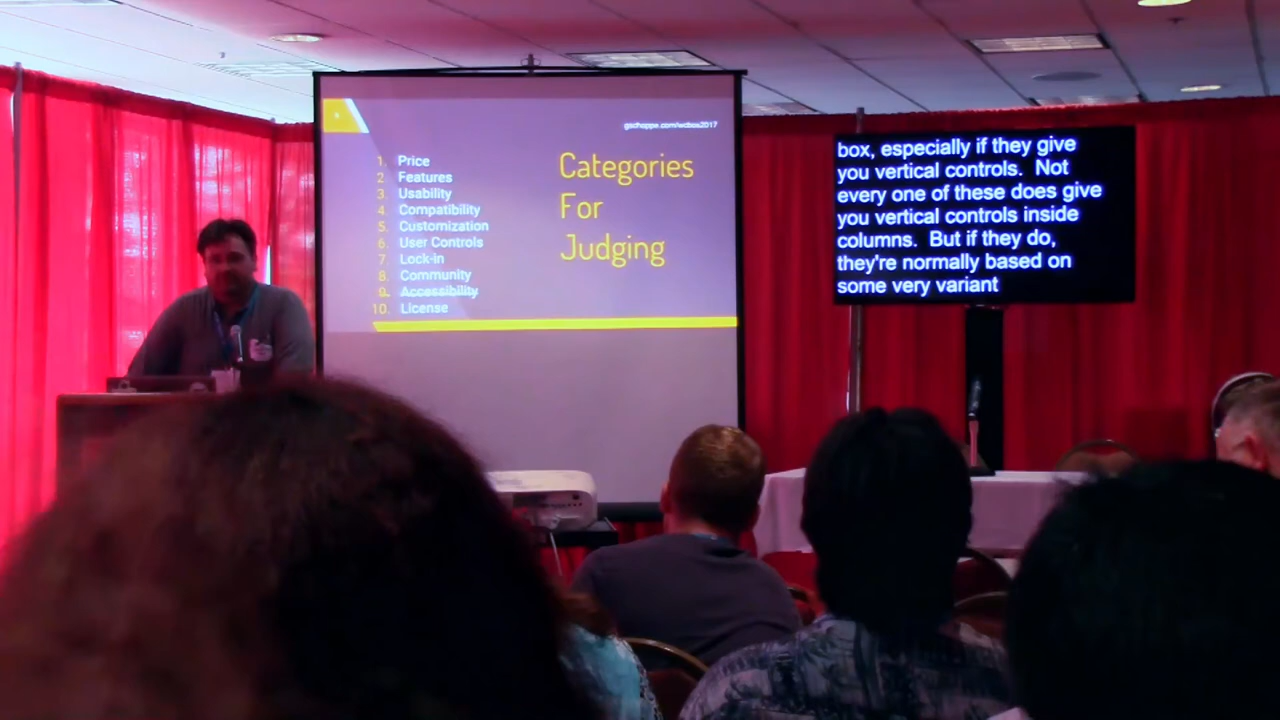 gschoppe.com/wcbos2017
Categories
For
Judging
1. Price
2. Features
3. Usability
4. Compatibility
5. Customization
6. User Controls
7. Lock-in
8. Community
9. Accessibility
10. License
box, especially if they give
you vertical controls. Not
every one of these does give
you vertical controls inside
columns. But if they do,
they're normally based on
some very variant